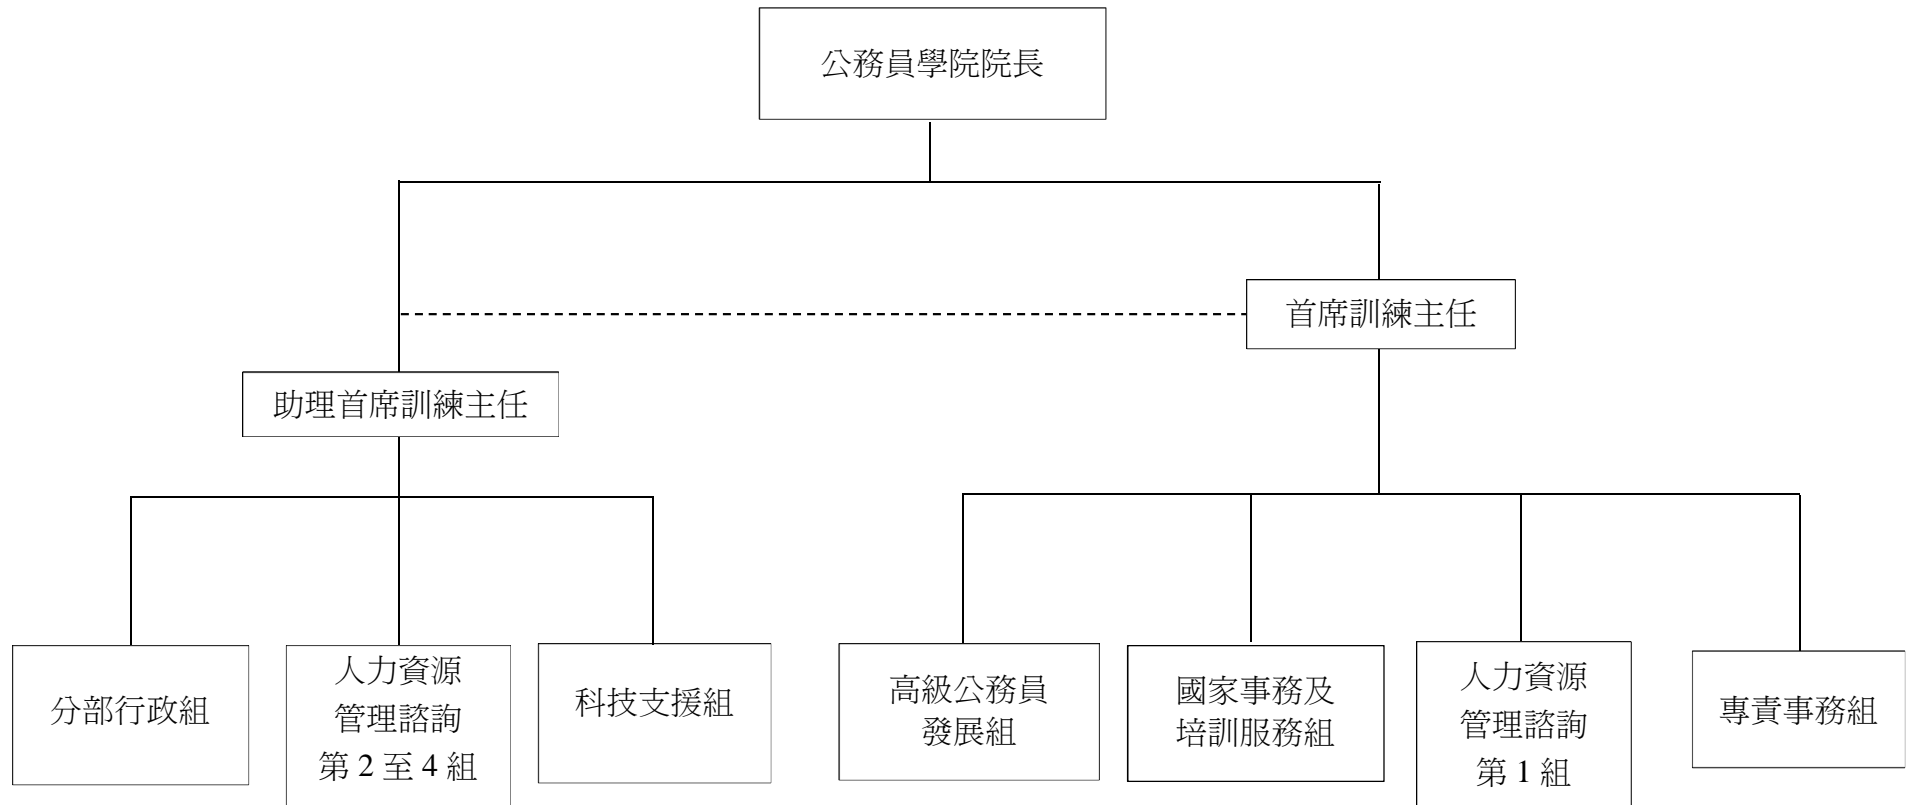 公務員學院院長
首席訓練主任
助理首席訓練主任
分部行政組
人力資源
管理諮詢
第 2 至 4 組
科技支援組
高級公務員
發展組
國家事務及
培訓服務組
人力資源
管理諮詢
第 1 組
專責事務組